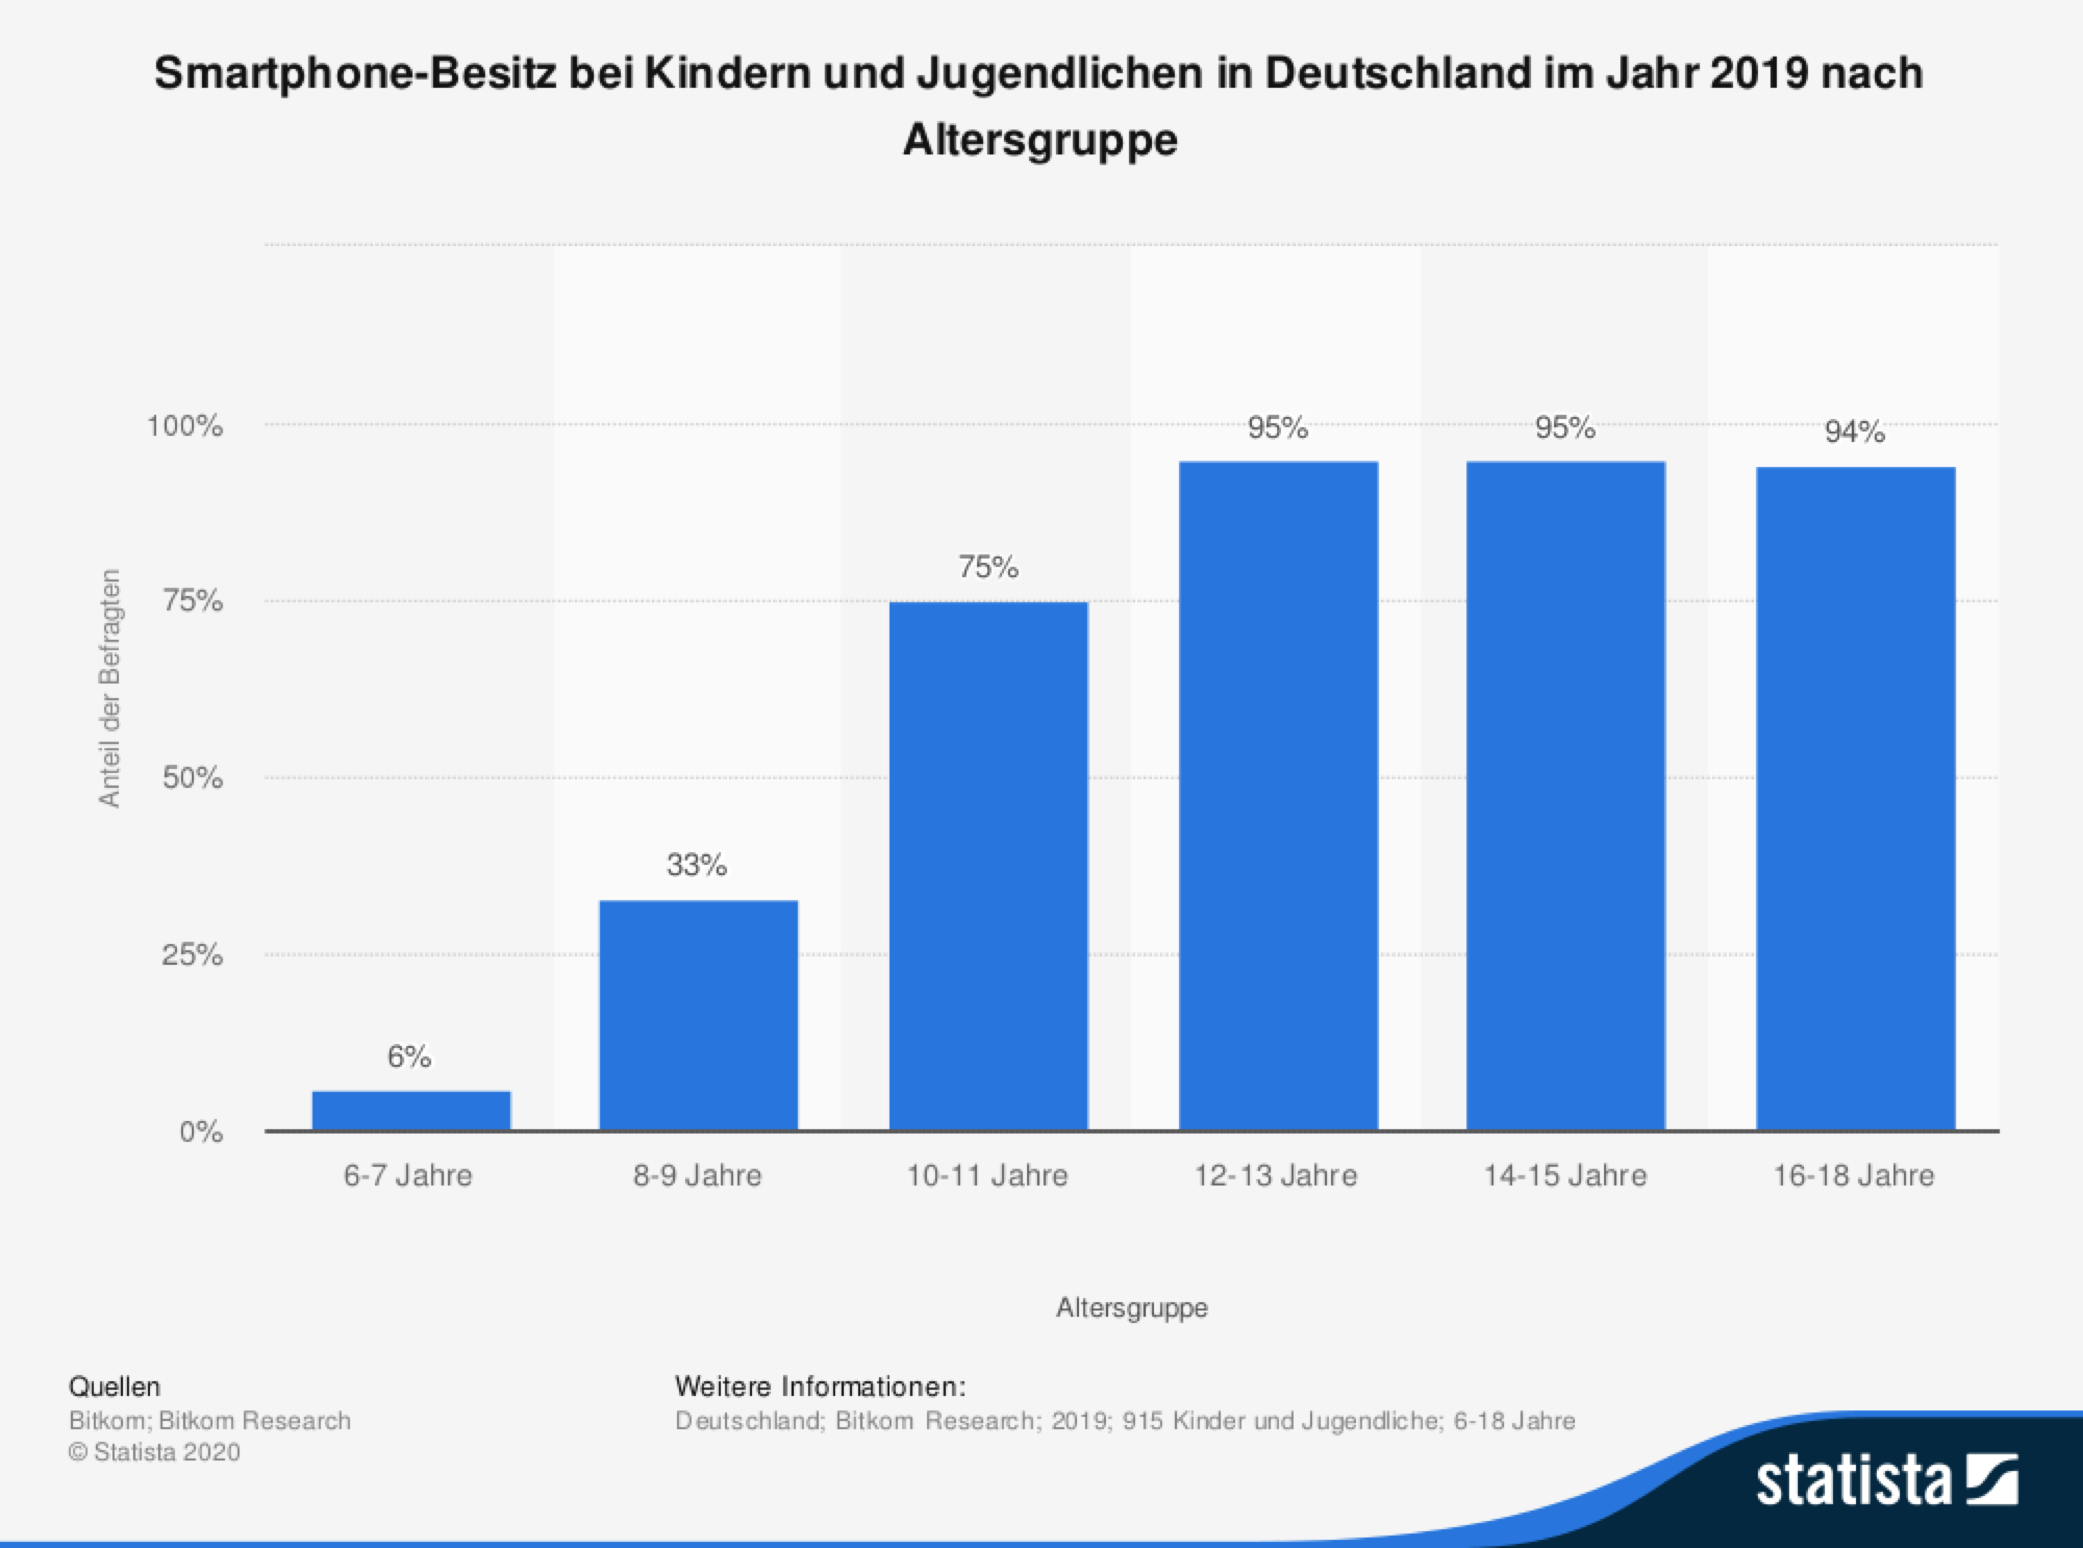 Smartphone-Besitz bei Kindern und Jugendlichen in Deutschland im Jahr 2019 nach
Altersgruppe
Anteil der Befragten
100%
75%
50%
25%
0%
6%
33%
75%
95%
95%
94%
6-7 Jahre
8-9 Jahre
10-11 Jahre
12-13 Jahre
14-15 Jahre
16-18 Jahre
Altersgruppe
Quellen
Bitkom; Bitkom Research
© Statista 2020
Weitere Informationen:
Deutschland; Bitkom Research; 2019; 915 Kinder und Jugendliche; 6-18 Jahre
statista